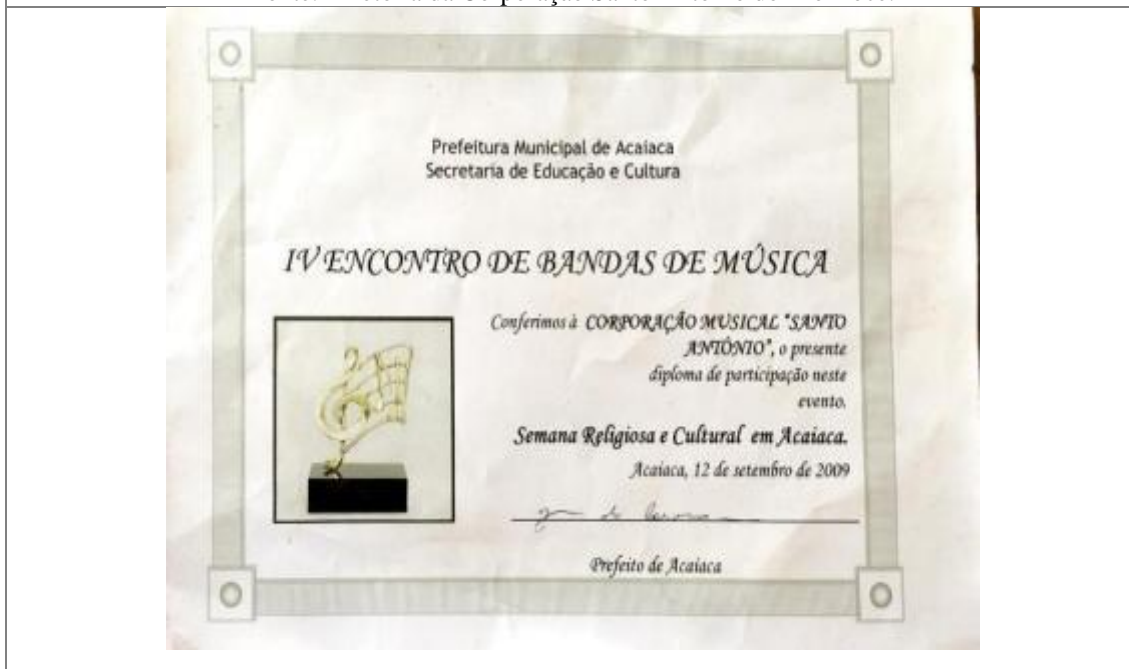 Prefeitura Municipal de Acaiaca
Secretaria de Educação e Cultura
IV ENCONTRO DE BANDAS DE MÚSICA
Conferimos à CORPORAÇÃO MUSICAL "SANTO
ANTÔNIO", o presente
diploma de participação neste
evento.
Semana Religiosa e Cultural em Acaiaca.
Acaiaca, 12 de setembro de 2009
Prefeito de Acaiaca